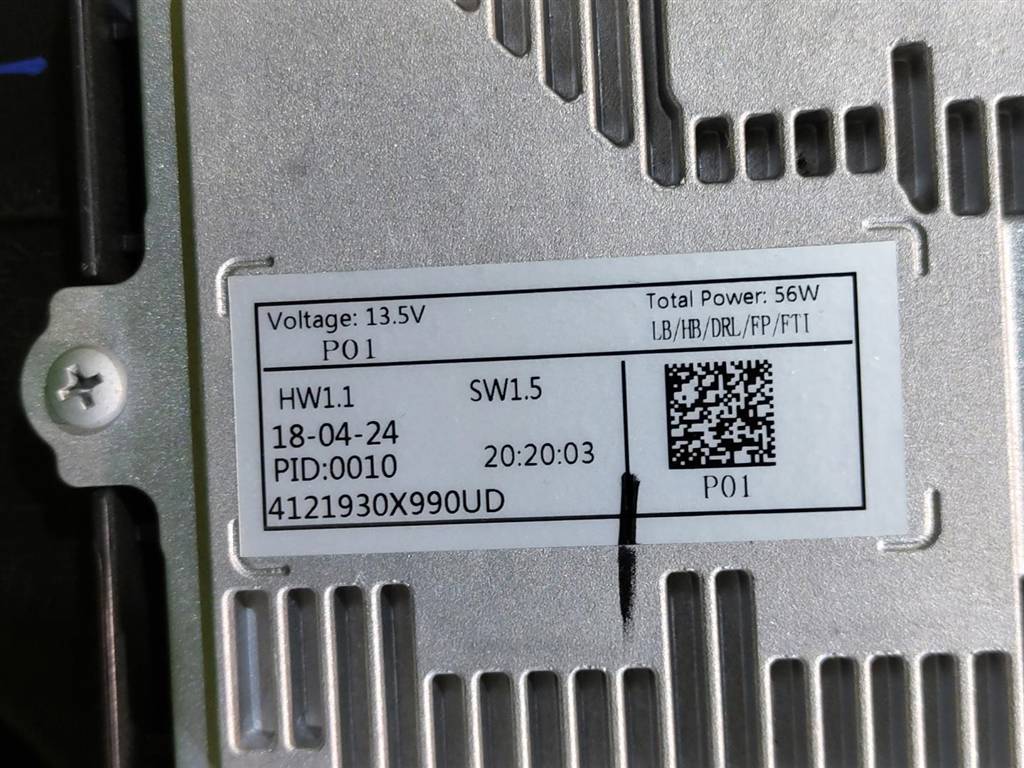 Voltage: 13.5V
Total Power: 56W
P01
LB/HB/DRL/FP/FTI
HW1.1
SW1.5
18-04-24
PID:0010
20:20:03
4121930X990UD
P01